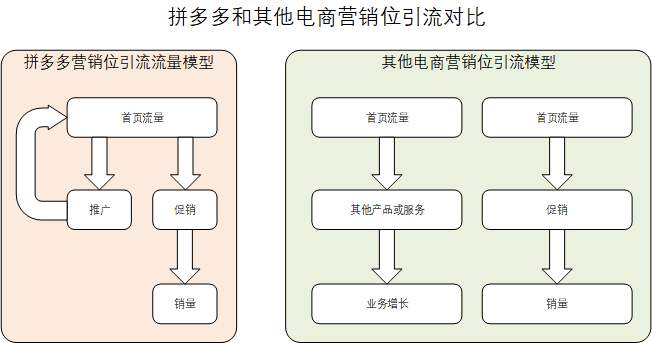 拼多多和其他电商营销位引流对比
拼多多营销位引流流量模型
首页流量
推广
促销
销量
其他电商营销位引流模型
首页流量
首页流量
其他产品或服务
促销
业务增长
销量